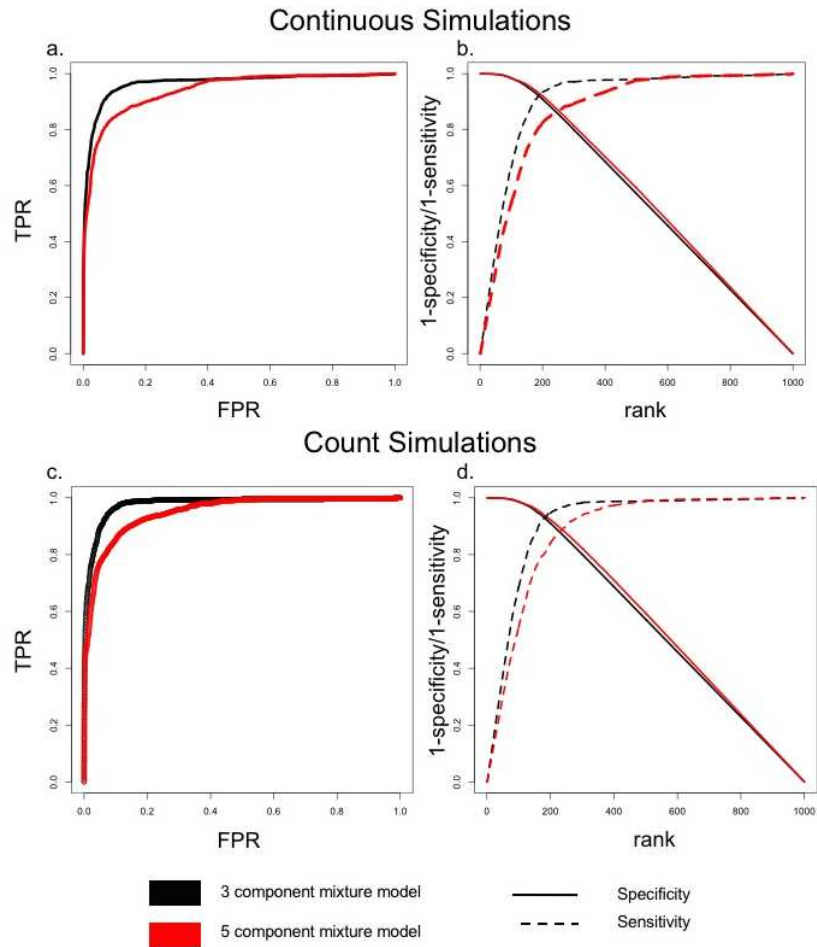 Continuous Simulations
a.
1.0
0.8
0.6
0.4
0.2
0.0
TPR
0.0 0.2 0.4 0.6 0.8 1.0
FPR
b.
1.0
0.8
0.6
0.4
0.2
0.0
1-specificity/1-sensitivity
0 200 400 600 800 1000
rank
Count Simulations
c.
1.0
0.8
0.6
0.4
0.2
0.0
TPR
0.0 0.2 0.4 0.6 0.8 1.0
FPR
d.
1.0
0.8
0.6
0.4
0.2
0.0
1-specificity/1-sensitivity
0 200 400 600 800 1000
rank
3 component mixture model
5 component mixture model
Specificity
Sensitivity